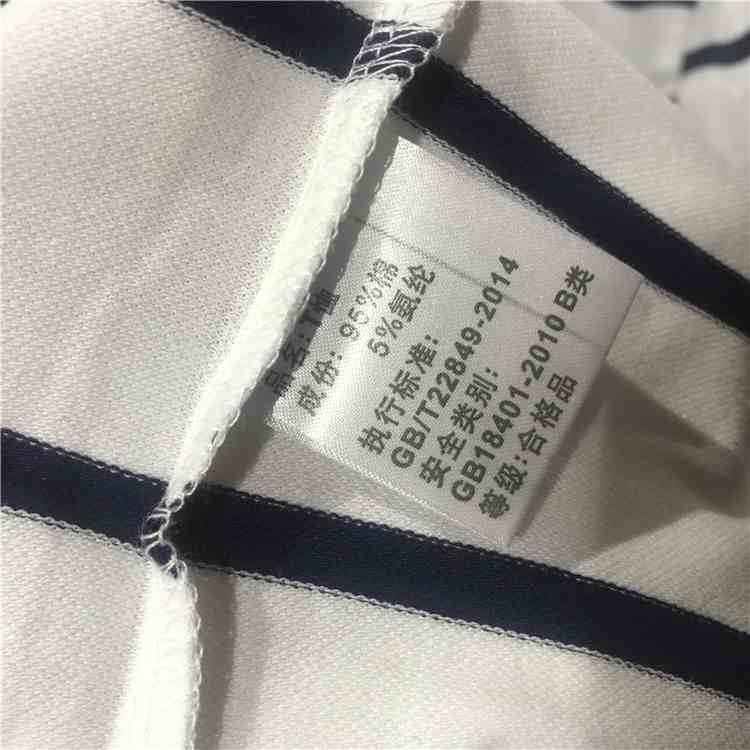 品名: T恤
成份: 95%棉
5%氨纶
执行标准:
GB/T22849-2014
安全类别:
GB18401-2010 B类
等级:合格品